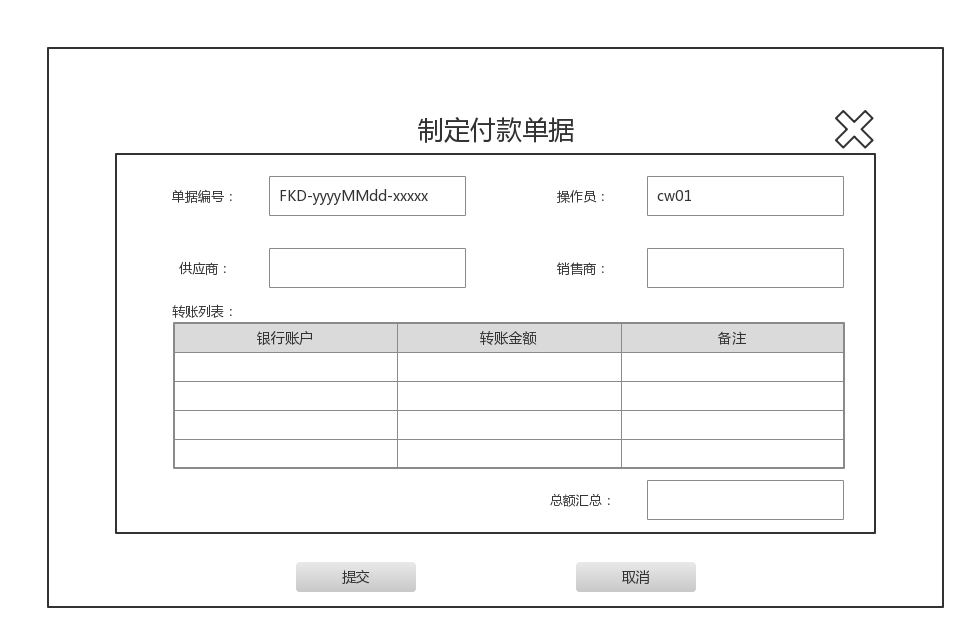 制定付款单据
单据编号： FKD-yyyyMMdd-xxxxx 操作员： cw01
供应商： 销售商：
转账列表：
银行账户 转账金额 备注
总额汇总：
提交 取消